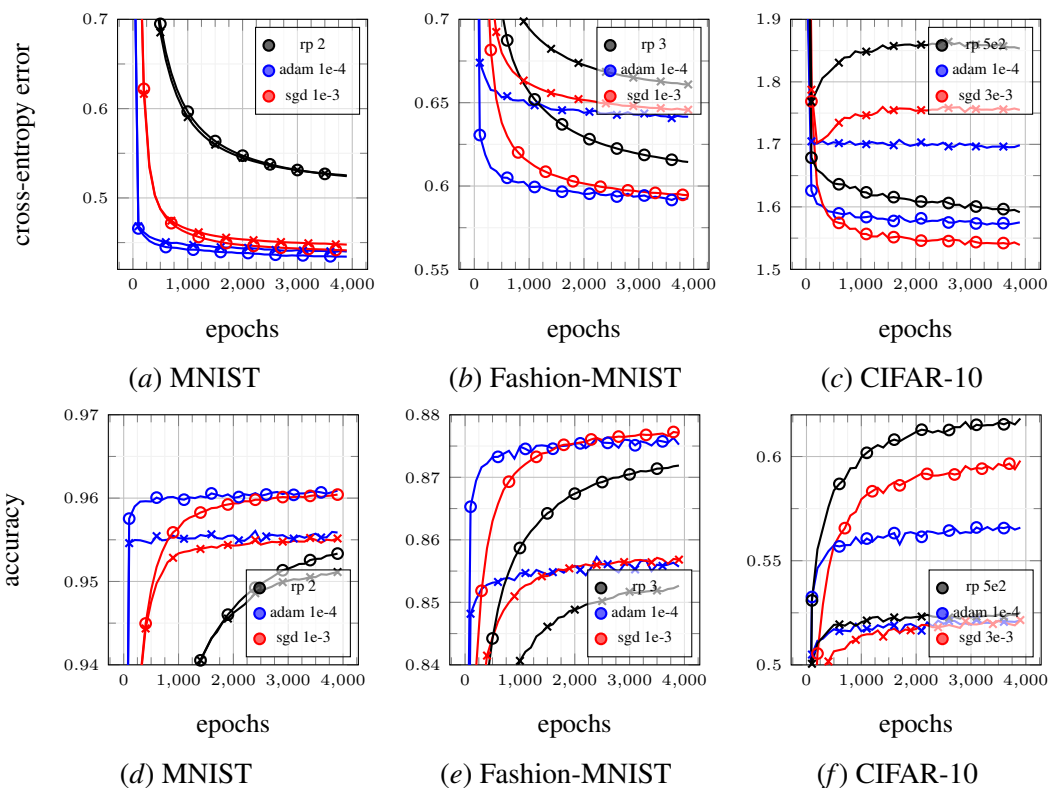 cross-entropy error
0.7
0.6
0.5
0 1,000 2,000 3,000 4,000
epochs
rp 2
adam 1e-4
sgd 1e-3
(a) MNIST
0.7
0.65
0.6
0.55
0 1,000 2,000 3,000 4,000
epochs
rp 3
adam 1e-4
sgd 1e-3
(b) Fashion-MNIST
1.9
1.8
1.7
1.6
1.5
0 1,000 2,000 3,000 4,000
epochs
rp 5e2
adam 1e-4
sgd 3e-3
(c) CIFAR-10
accuracy
0.97
0.96
0.95
0.94
0 1,000 2,000 3,000 4,000
epochs
rp 2
adam 1e-4
sgd 1e-3
(d) MNIST
0.88
0.87
0.86
0.85
0.84
0 1,000 2,000 3,000 4,000
epochs
rp 3
adam 1e-4
sgd 1e-3
(e) Fashion-MNIST
0.6
0.55
0.5
0 1,000 2,000 3,000 4,000
epochs
rp 5e2
adam 1e-4
sgd 3e-3
(f) CIFAR-10